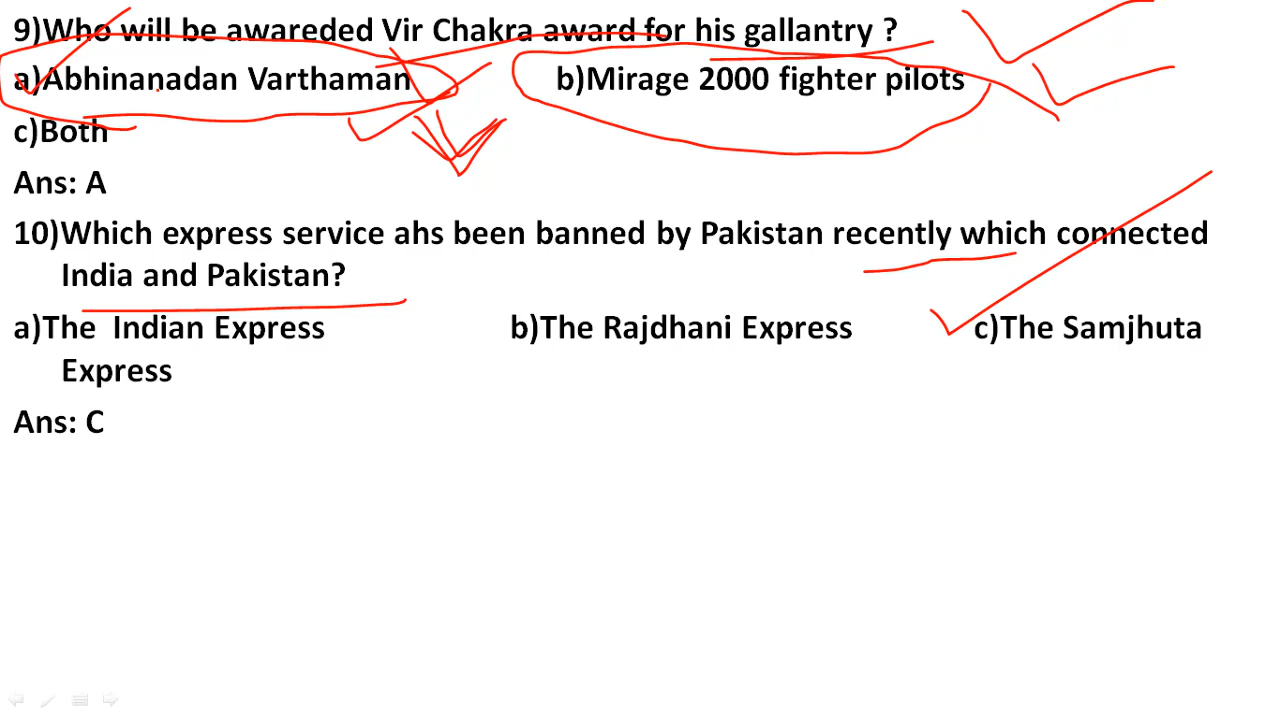 9)Who will be awareded Vir Chakra award for his gallantry ?
a)Abhinanadan Varthaman b)Mirage 2000 fighter pilots
c)Both
Ans: A
10)Which express service ahs been banned by Pakistan recently which connected
India and Pakistan?
a)The Indian Express b)The Rajdhani Express c)The Samjhuta
Express
Ans: C